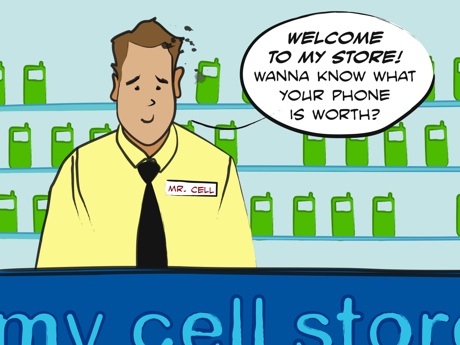 WELCOME
TO MY STORE!
WANNA KNOW WHAT
YOUR PHONE
IS WORTH?
MR. CELL
my cell store